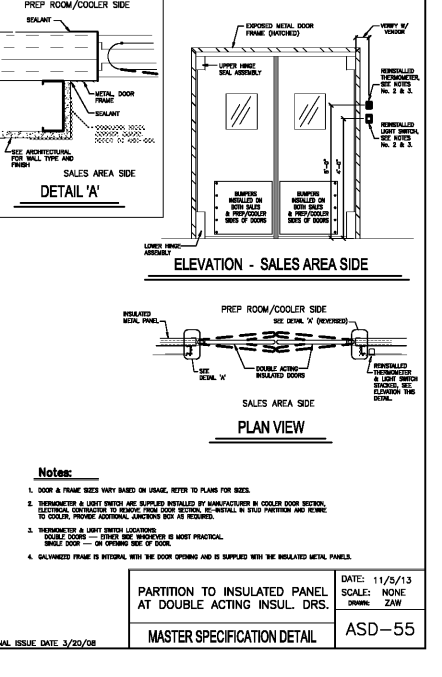 PREP ROOM/COOLER SIDE
SEALANT
METAL DOOR
FRAME
SEALANT
SEE ARCHITECTURAL
FOR WALL TYPE AND
FINISH
SALES AREA SIDE
DETAIL 'A'
EXPOSED METAL DOOR
FRAME (HATCHED)
VERIFY W/
VENDOR
UPPER HINGE
SEAL ASSEMBLY
REINSTALLED
THERMOMETER,
SEE NOTES
No. 2 & 3.
REINSTALLED
LIGHT SWITCH,
SEE NOTES
No. 2 & 3.
BUMPERS
INSTALLED ON
BOTH SALES
& PREP/COOLER
SIDES OF DOORS
BUMPERS
INSTALLED ON
BOTH SALES
& PREP/COOLER
SIDES OF DOORS
LOWER HINGE
ASSEMBLY
ELEVATION - SALES AREA SIDE
INSULATED
METAL PANEL
PREP ROOM/COOLER SIDE
SEE DETAIL 'A' (REVERSED)
SEE
DETAIL 'A'
DOUBLE ACTING
INSULATED DOORS
REINSTALLED
THERMOMETER
& LIGHT SWITCH
STACKED, SEE
ELEVATION THIS
DETAIL.
SALES AREA SIDE
PLAN VIEW
Notes:
1. DOOR & FRAME SIZES VARY BASED ON USAGE, REFER TO PLANS FOR SIZES.
2. THERMOMETER & LIGHT SWITCH ARE SUPPLIED INSTALLED BY MANUFACTURER IN COOLER DOOR SECTION,
ELECTRICAL CONTRACTOR TO REMOVE FROM DOOR SECTION, RE-INSTALL IN STUD PARTITION AND REWIRE
TO COOLER, PROVIDE ADDITIONAL JUNCTIONS BOX AS REQUIRED.
3. THERMOMETER & LIGHT SWITCH LOCATIONS:
DOUBLE DOORS — EITHER SIDE WHICHEVER IS MOST PRACTICAL
SINGLE DOOR — ON OPENING SIDE OF DOOR.
4. GALVANIZED FRAME IS INTEGRAL WITH THE DOOR OPENING AND IS SUPPLIED WITH THE INSULATED METAL PANELS.
PARTITION TO INSULATED PANEL
AT DOUBLE ACTING INSUL. DRS.
DATE: 11/5/13
SCALE: NONE
DRAWN: ZAW
MASTER SPECIFICATION DETAIL
ASD-55
NAL ISSUE DATE 3/20/08